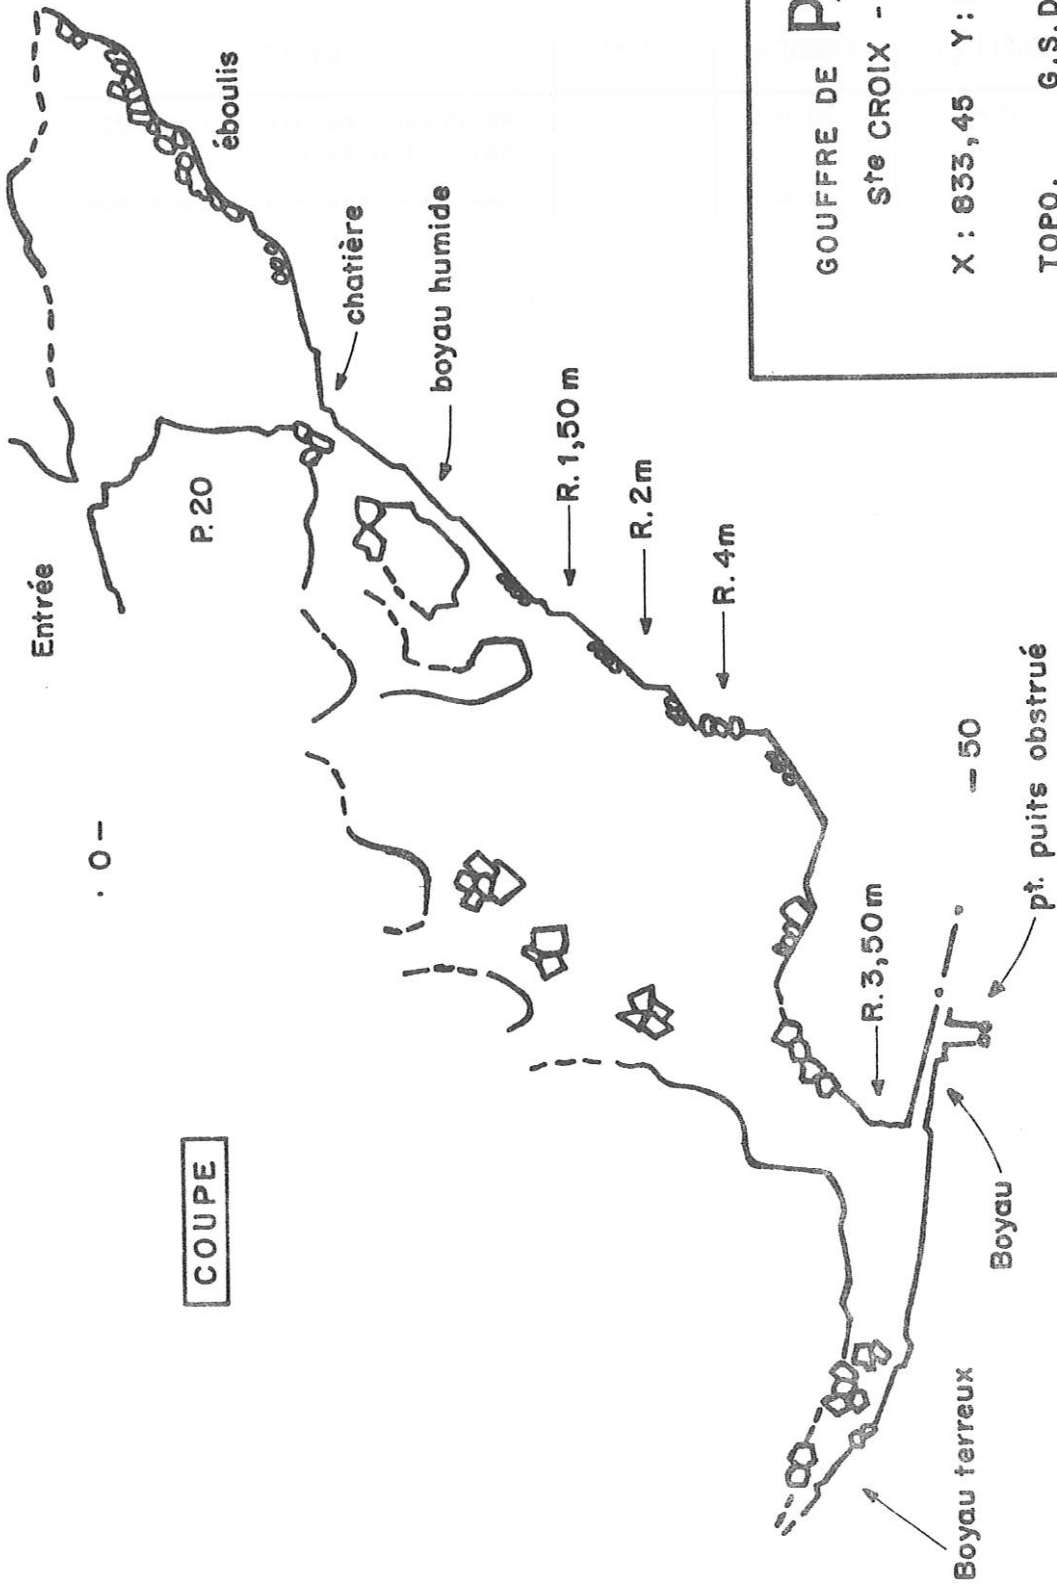 COUPE
. 0 –
Entrée
P.20
éboulis
chatière
boyau humide
R. 1,50 m
R. 2m
R. 4m
R. 3,50 m
– 50
pt. puits obstrué
Boyau
Boyau terreux
GOUFFRE DE
Ste CROIX -
X : 833,45 Y:
TOPO. G.S.D